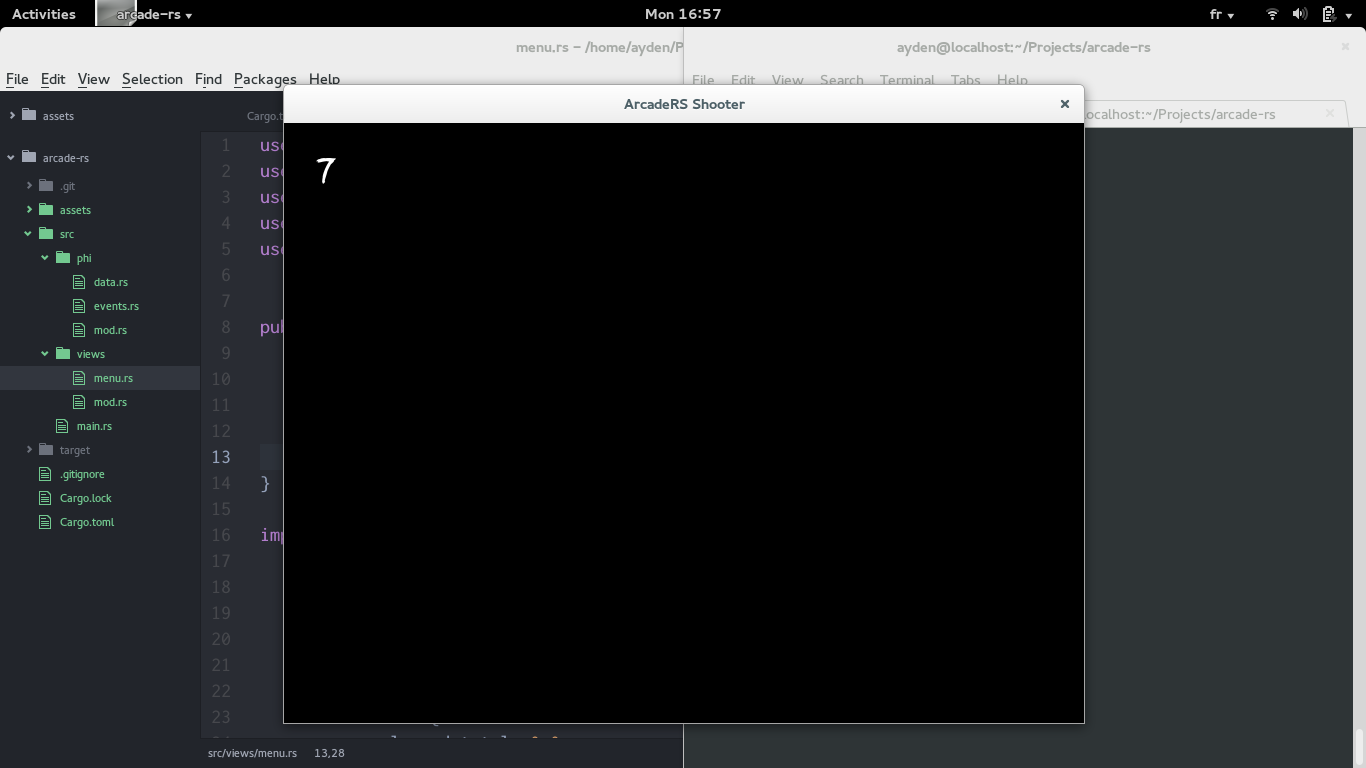 Activities arcade-rs Mon 16:57 fr
menu.rs – /home/ayden/P
ayden@localhost:~/Projects/arcade-rs
File Edit View Selection Find Packages Help
File Edit View Search Terminal Tabs Help
ArcadeRS Shooter
7
ocalhost:~/Projects/arcade-rs
assets
arcade-rs
.git
assets
src
phi
data.rs
events.rs
mod.rs
views
menu.rs
mod.rs
main.rs
target
.gitignore
Cargo.lock
Cargo.toml
Cargo.t
1 use
2 use
3 use
4 use
5 use
6
7
8 pub
9
10
11
12
13
14 }
15
16 imp
17
18
19
20
21
22
23
src/views/menu.rs 13,28